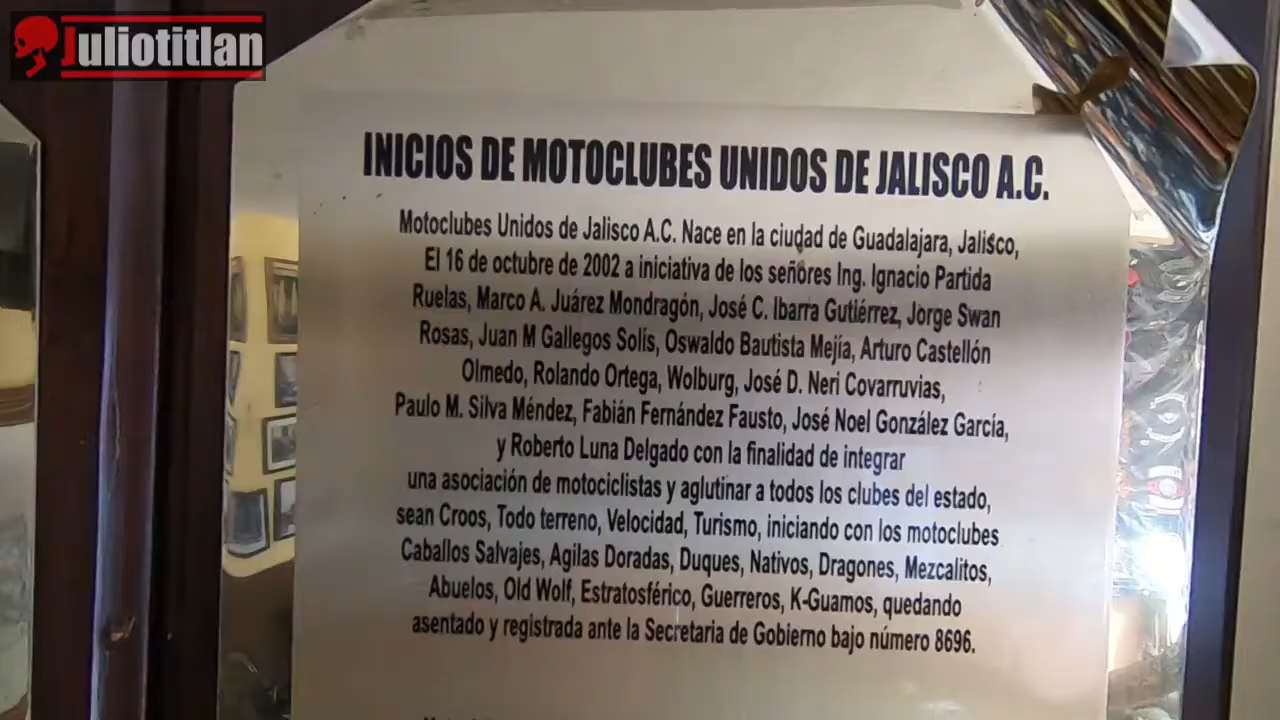 Juliotitlan
INICIOS DE MOTOCLUBES UNIDOS DE JALISCO A.C.
Motoclubes Unidos de Jalisco A.C. Nace en la ciudad de Guadalajara, Jalisco,
El 16 de octubre de 2002 a iniciativa de los señores Ing. Ignacio Partida
Ruelas, Marco A. Juárez Mondragón, José C. Ibarra Gutiérrez, Jorge Swan
Rosas, Juan M Gallegos Solís, Oswaldo Bautista Mejía, Arturo Castellón
Olmedo, Rolando Ortega, Wolburg, José D. Neri Covarruvias,
Paulo M. Silva Méndez, Fabián Fernández Fausto, José Noel González García,
y Roberto Luna Delgado con la finalidad de integrar
una asociación de motociclistas y aglutinar a todos los clubes del estado,
sean Croos, Todo terreno, Velocidad, Turismo, iniciando con los motoclubes
Caballos Salvajes, Agilas Doradas, Duques, Nativos, Dragones, Mezcalitos,
Abuelos, Old Wolf, Estratosférico, Guerreros, K-Guamos, quedando
asentado y registrada ante la Secretaria de Gobierno bajo número 8696.